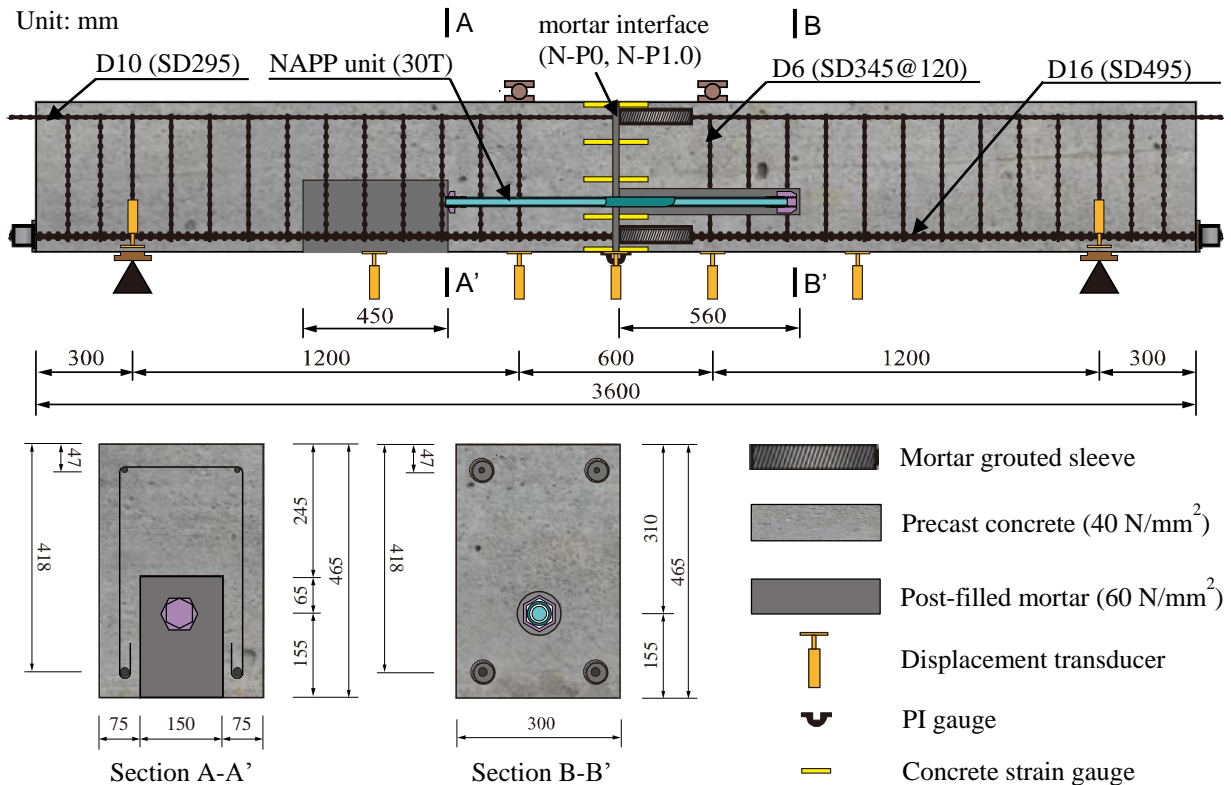 Unit: mm
A
B
mortar interface
(N-P0, N-P1.0)
D10 (SD295)
NAPP unit (30T)
D6 (SD345@120)
D16 (SD495)
A’
B’
450
560
300
1200
600
1200
300
3600
47
418
245
65
155
465
75
150
75
Section A-A’
47
418
310
155
465
300
Section B-B’
Mortar grouted sleeve
Precast concrete (40 N/mm²)
Post-filled mortar (60 N/mm²)
Displacement transducer
PI gauge
Concrete strain gauge